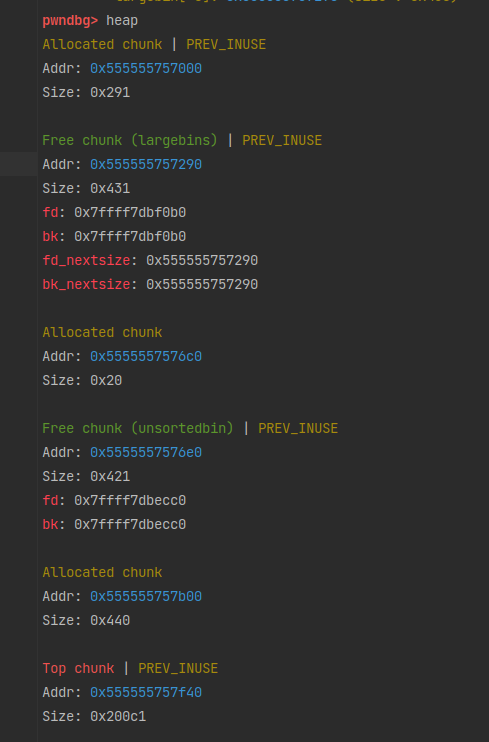 pwndbg> heap
Allocated chunk | PREV_INUSE
Addr: 0x555555757000
Size: 0x291
Free chunk (largebins) | PREV_INUSE
Addr: 0x555555757290
Size: 0x431
fd: 0x7ffff7dbf0b0
bk: 0x7ffff7dbf0b0
fd_nextsize: 0x555555757290
bk_nextsize: 0x555555757290
Allocated chunk
Addr: 0x5555557576c0
Size: 0x20
Free chunk (unsortedbin) | PREV_INUSE
Addr: 0x5555557576e0
Size: 0x421
fd: 0x7ffff7dbecc0
bk: 0x7ffff7dbecc0
Allocated chunk
Addr: 0x555555757b00
Size: 0x440
Top chunk | PREV_INUSE
Addr: 0x555555757f40
Size: 0x200c1